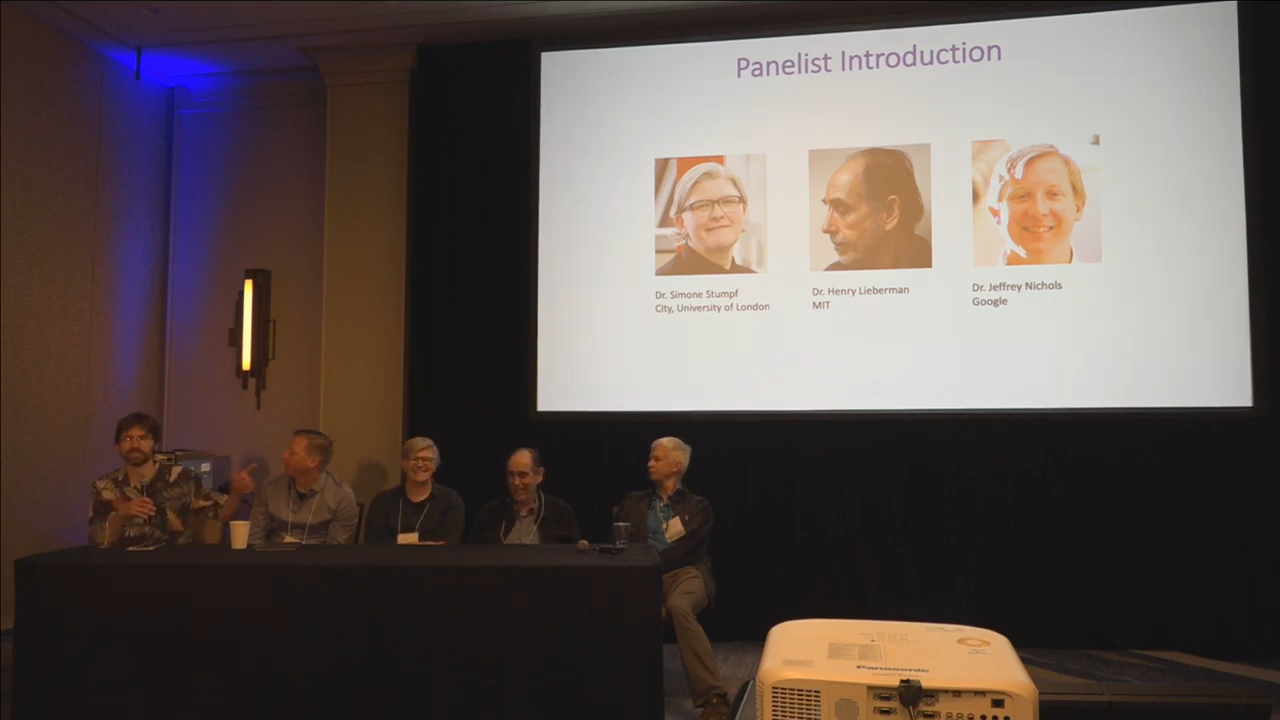 Panelist Introduction
Dr. Simone Stumpf
City, University of London
Dr. Henry Lieberman
MIT
Dr. Jeffrey Nichols
Google
Panasonic